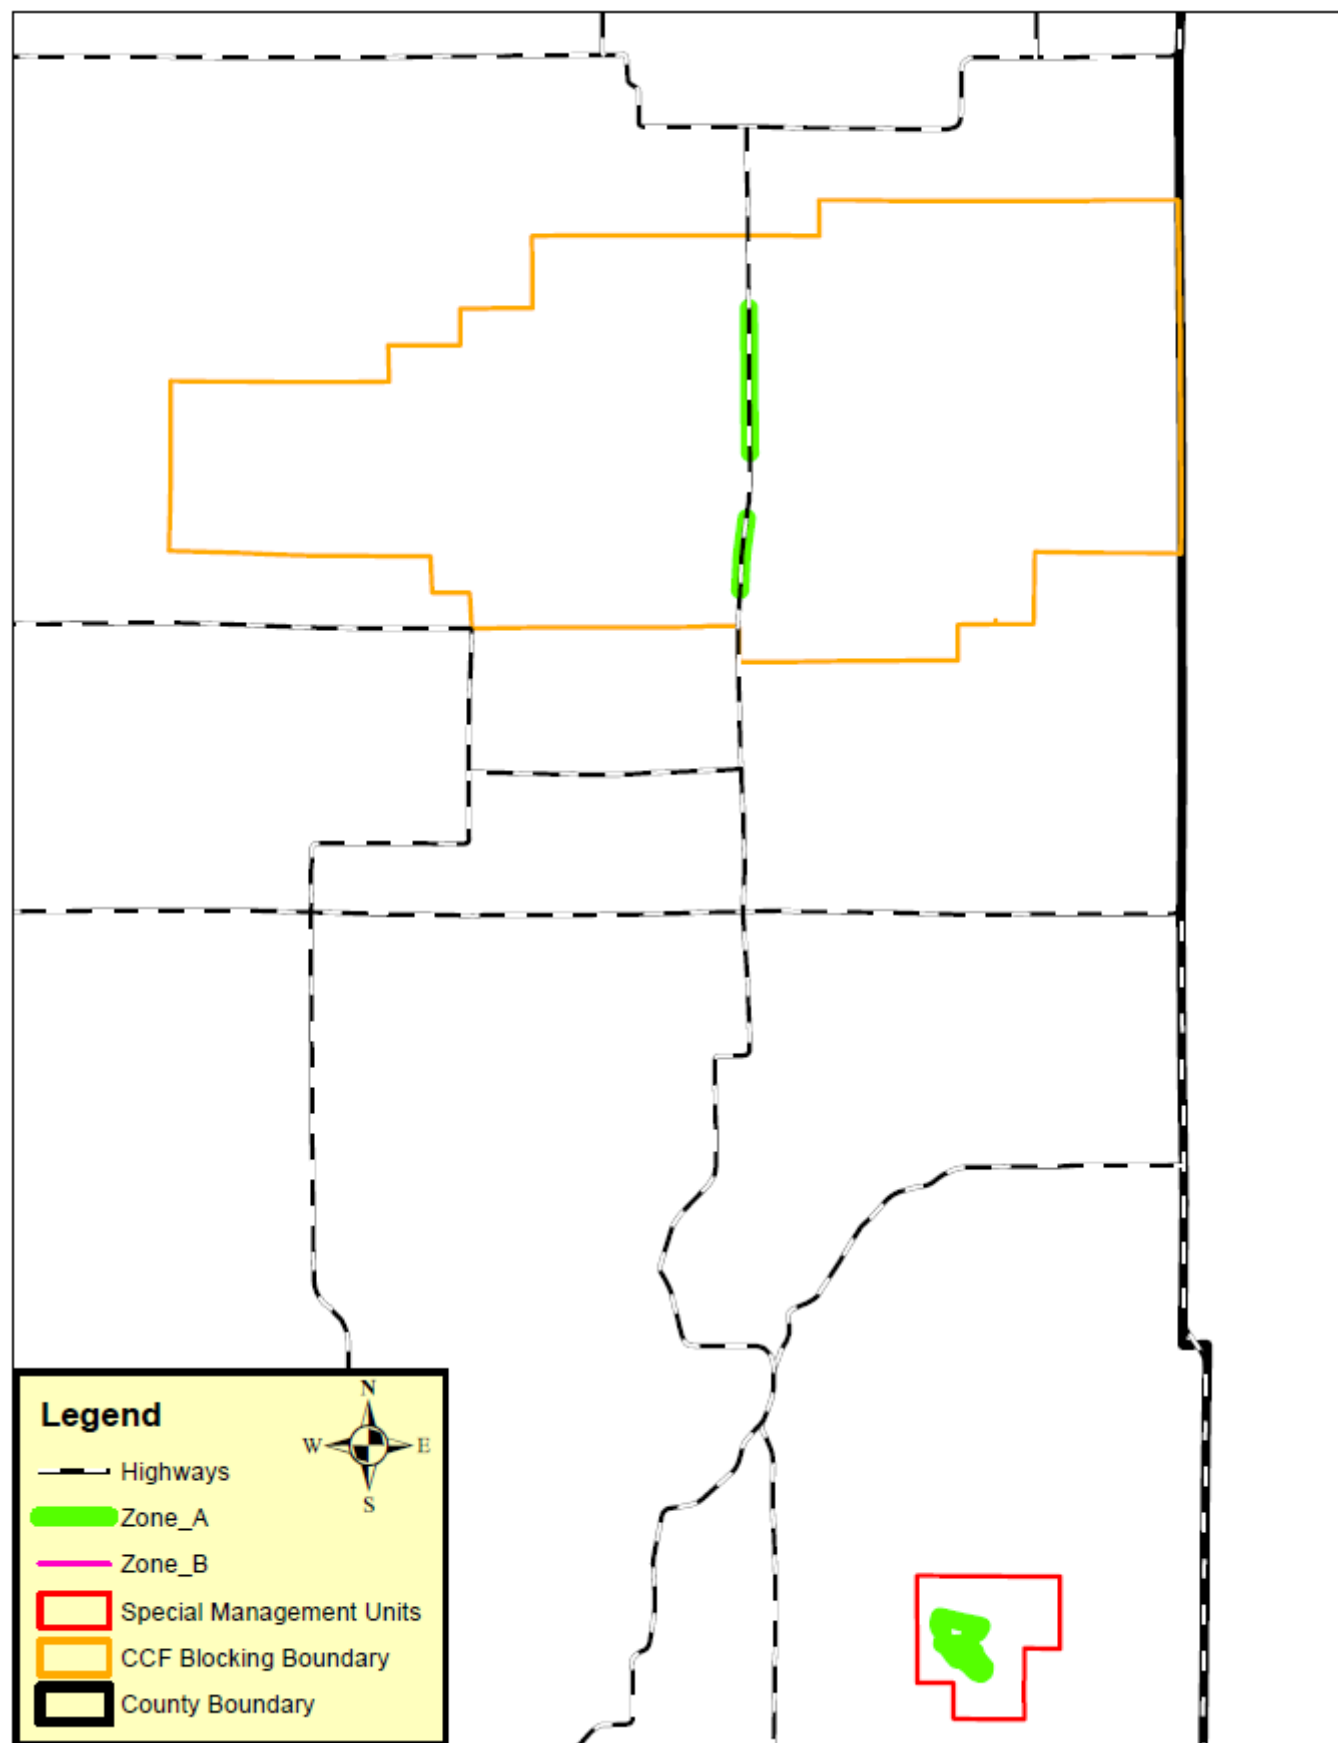 Legend
N
W E
S
Highways
Zone_A
Zone_B
Special Management Units
CCF Blocking Boundary
County Boundary